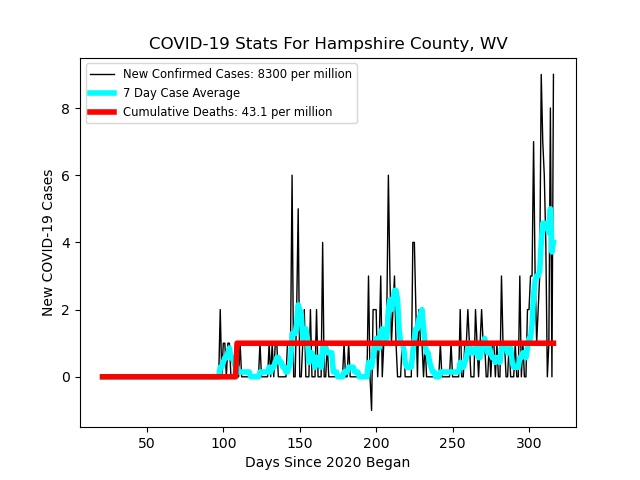 COVID-19 Stats For Hampshire County, WV
New Confirmed Cases: 8300 per million
7 Day Case Average
Cumulative Deaths: 43.1 per million
New COVID-19 Cases
8
6
4
2
0
50 100 150 200 250 300
Days Since 2020 Began